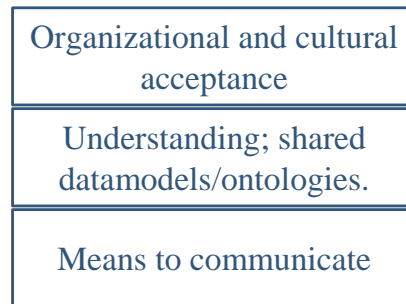 Organizational and cultural
acceptance
Understanding; shared
datamodels/ontologies.
Means to communicate